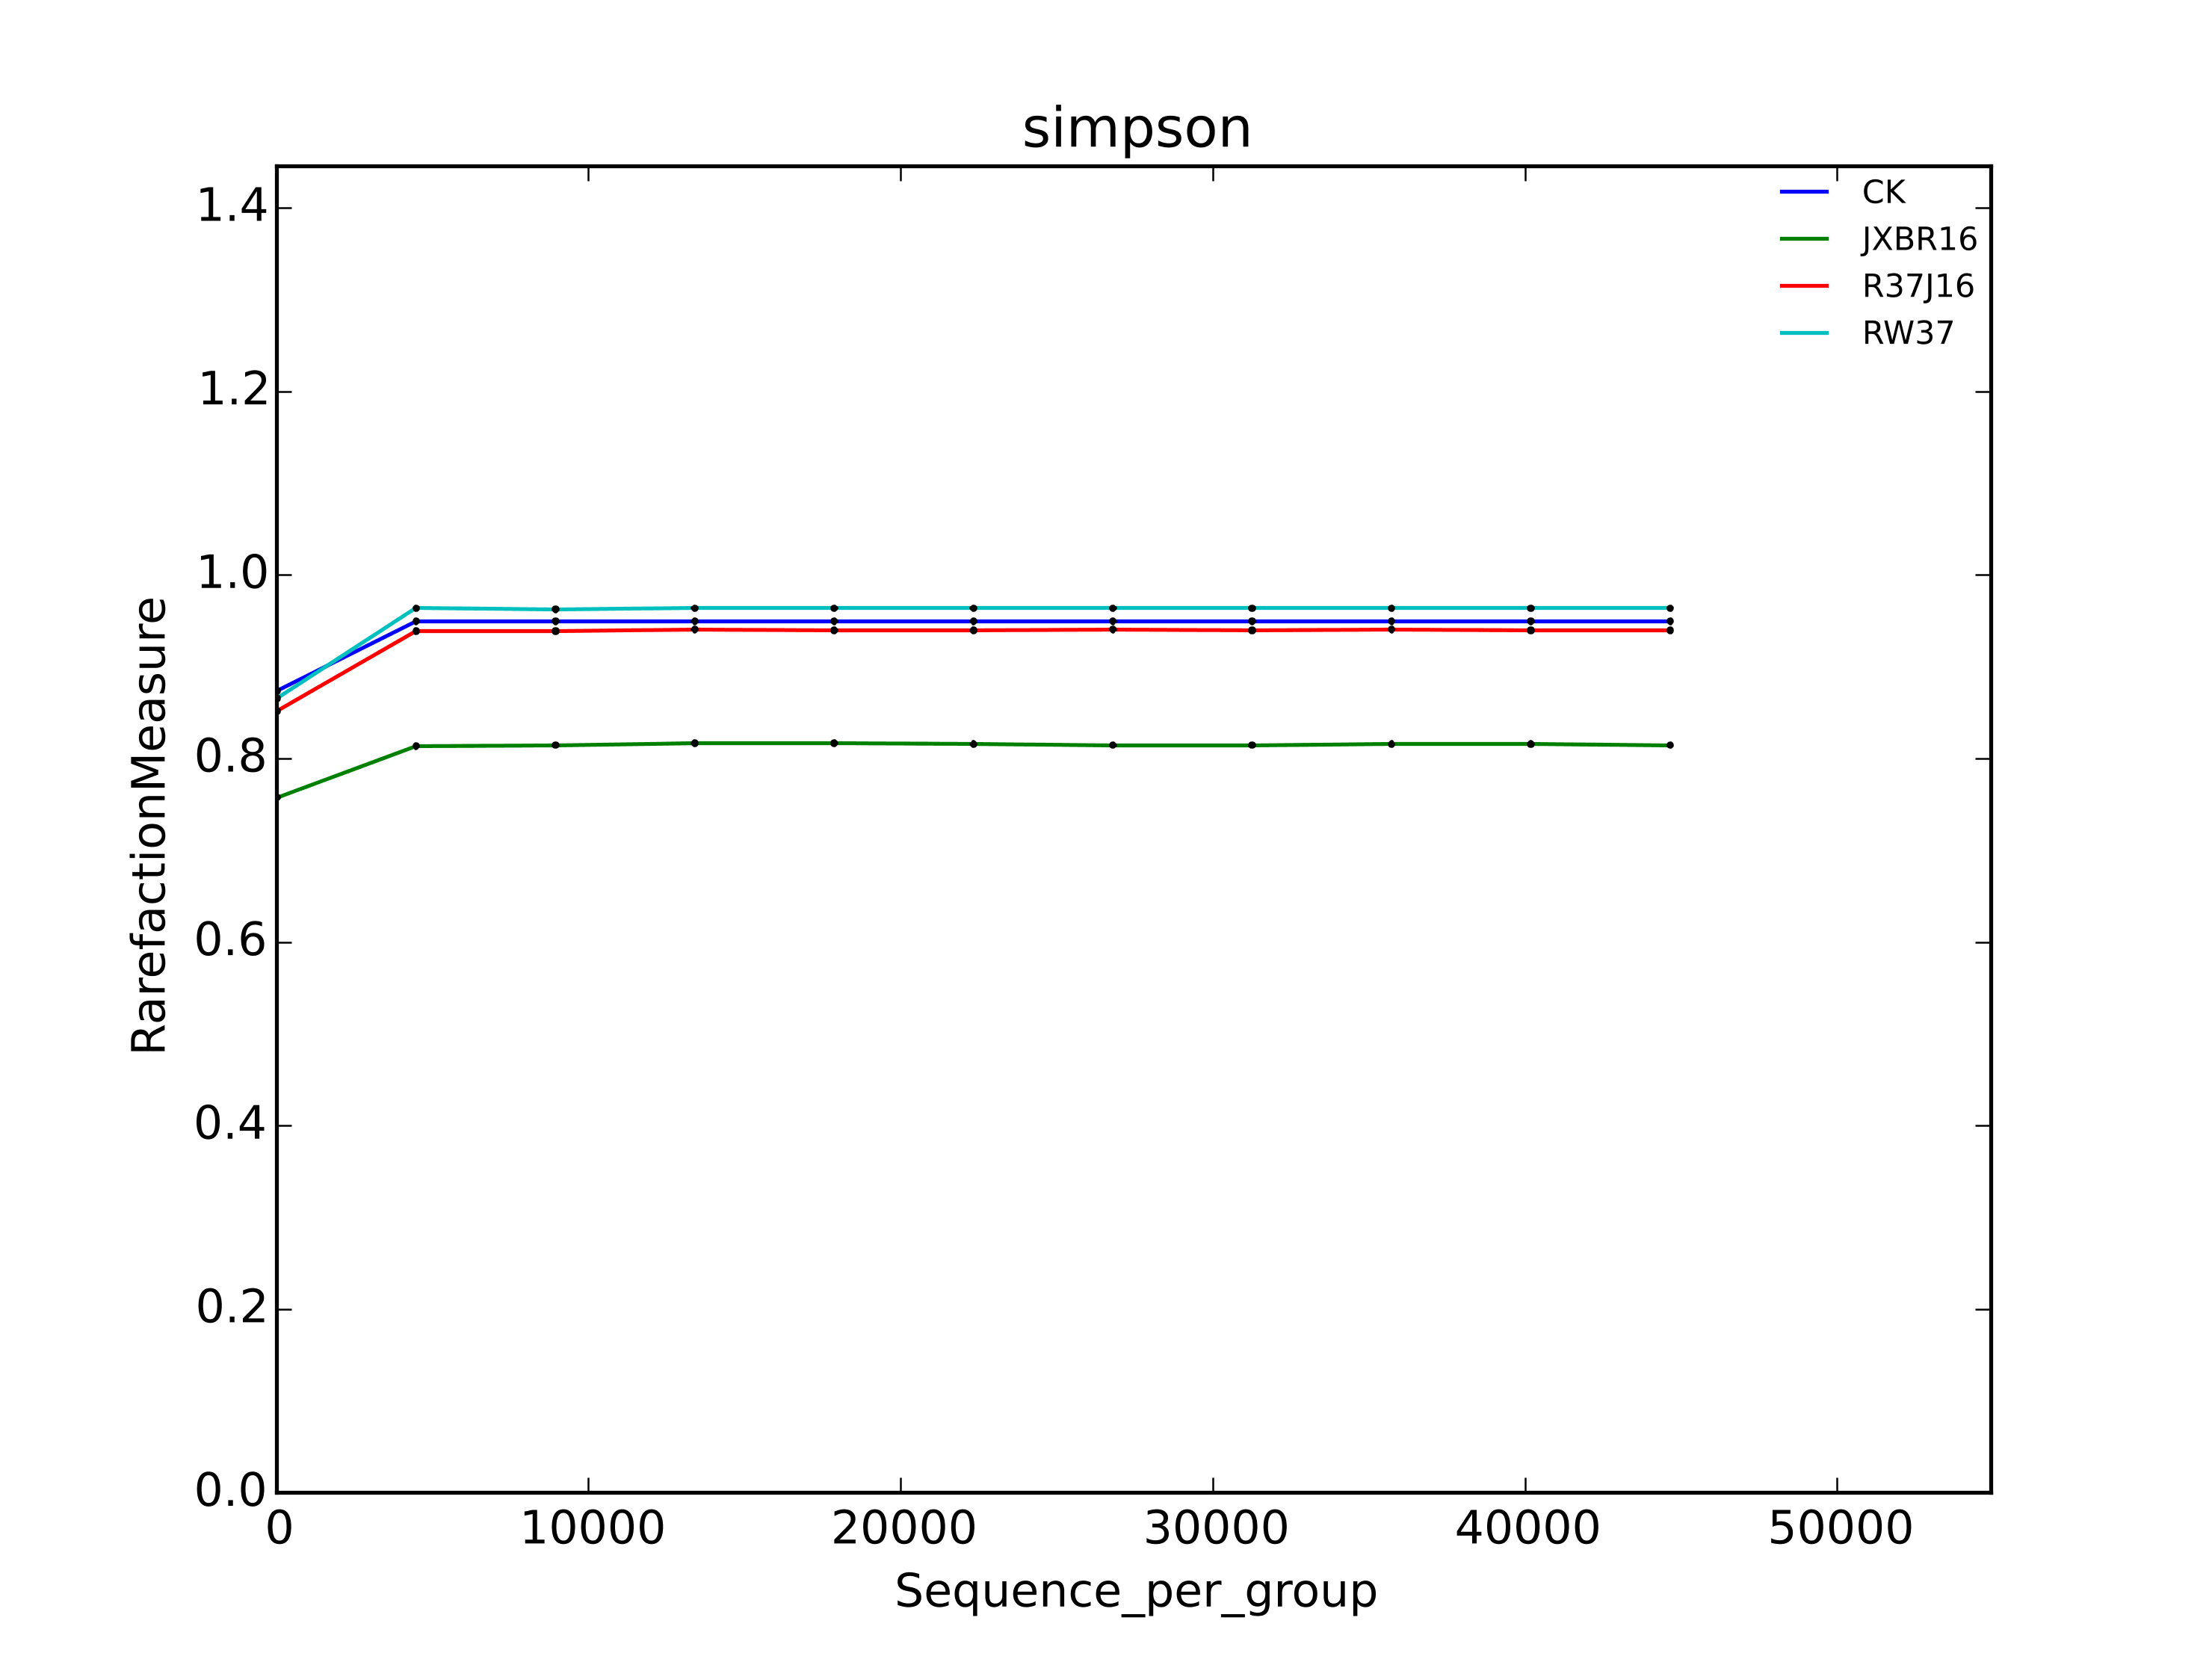 simpson
CK
JXBR16
R37J16
RW37
1.4
1.2
1.0
0.8
0.6
0.4
0.2
0.0
RarefactionMeasure
0 10000 20000 30000 40000 50000
Sequence_per_group